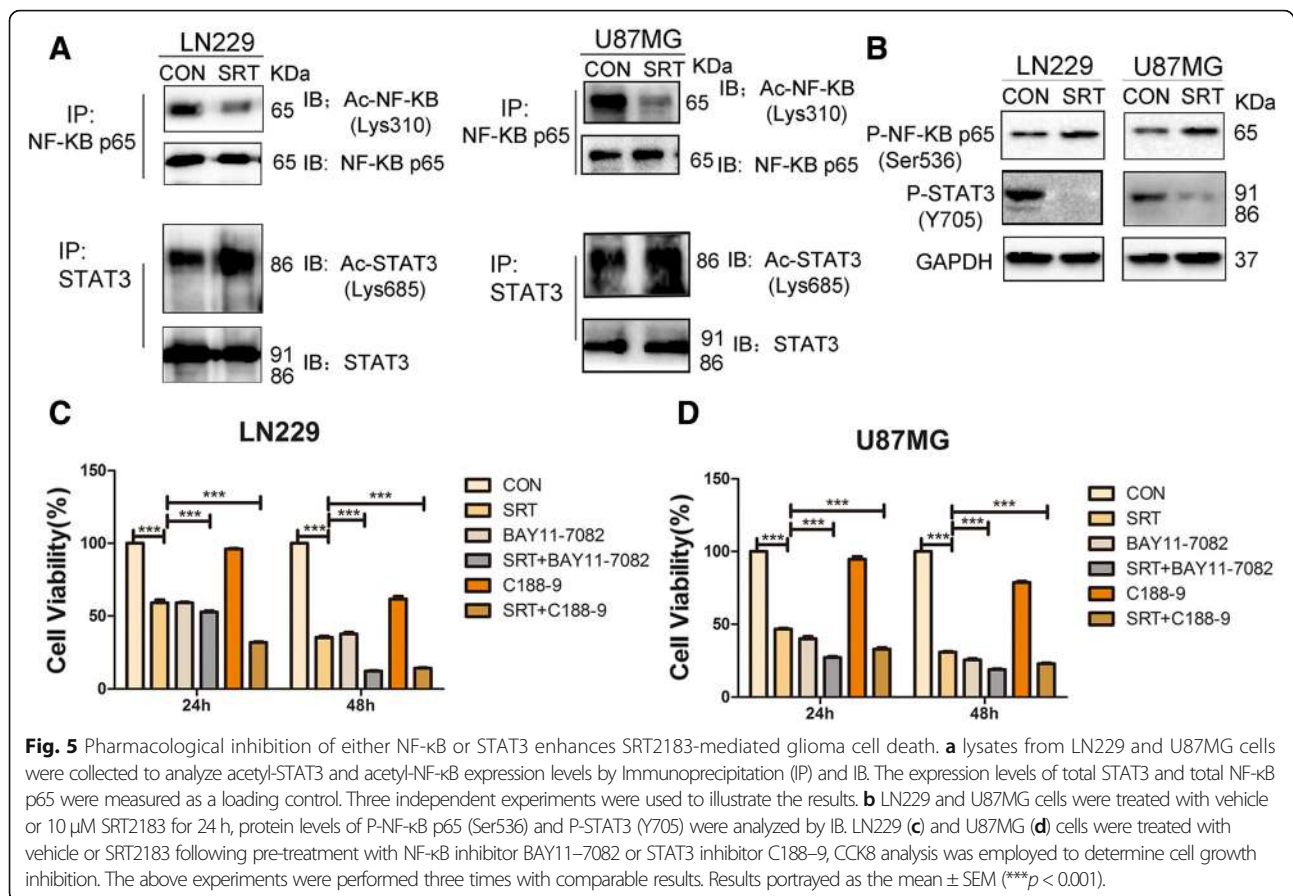 A
LN229
CON SRT KDa
IP:
NF-KB p65
65 IB: Ac-NF-KB
(Lys310)
65 IB: NF-KB p65
IP:
STAT3
86 IB: Ac-STAT3
(Lys685)
91
86 IB: STAT3
U87MG
CON SRT KDa
IP:
NF-KB p65
65 IB: Ac-NF-KB
(Lys310)
65 IB: NF-KB p65
IP:
STAT3
86 IB: Ac-STAT3
(Lys685)
91
86 IB: STAT3
B
LN229 U87MG
CON SRT CON SRT KDa
P-NF-KB p65
(Ser536)
65
P-STAT3
(Y705)
91
86
GAPDH 37
C
LN229
Cell Viability(%)
150
100
50
0
*** *** ***
*** *** ***
24h 48h
CON
SRT
BAY11-7082
SRT+BAY11-7082
C188-9
SRT+C188-9
D
U87MG
Cell Viability(%)
150
100
50
0
*** *** ***
*** *** ***
24h 48h
CON
SRT
BAY11-7082
SRT+BAY11-7082
C188-9
SRT+C188-9
Fig. 5 Pharmacological inhibition of either NF-κB or STAT3 enhances SRT2183-mediated glioma cell death. a lysates from LN229 and U87MG cells
were collected to analyze acetyl-STAT3 and acetyl-NF-κB expression levels by Immunoprecipitation (IP) and IB. The expression levels of total STAT3 and total NF-κB
p65 were measured as a loading control. Three independent experiments were used to illustrate the results. b LN229 and U87MG cells were treated with vehicle
or 10 μM SRT2183 for 24 h, protein levels of P-NF-κB p65 (Ser536) and P-STAT3 (Y705) were analyzed by IB. LN229 (c) and U87MG (d) cells were treated with
vehicle or SRT2183 following pre-treatment with NF-κB inhibitor BAY11–7082 or STAT3 inhibitor C188–9, CCK8 analysis was employed to determine cell growth
inhibition. The above experiments were performed three times with comparable results. Results portrayed as the mean ± SEM (***p < 0.001).